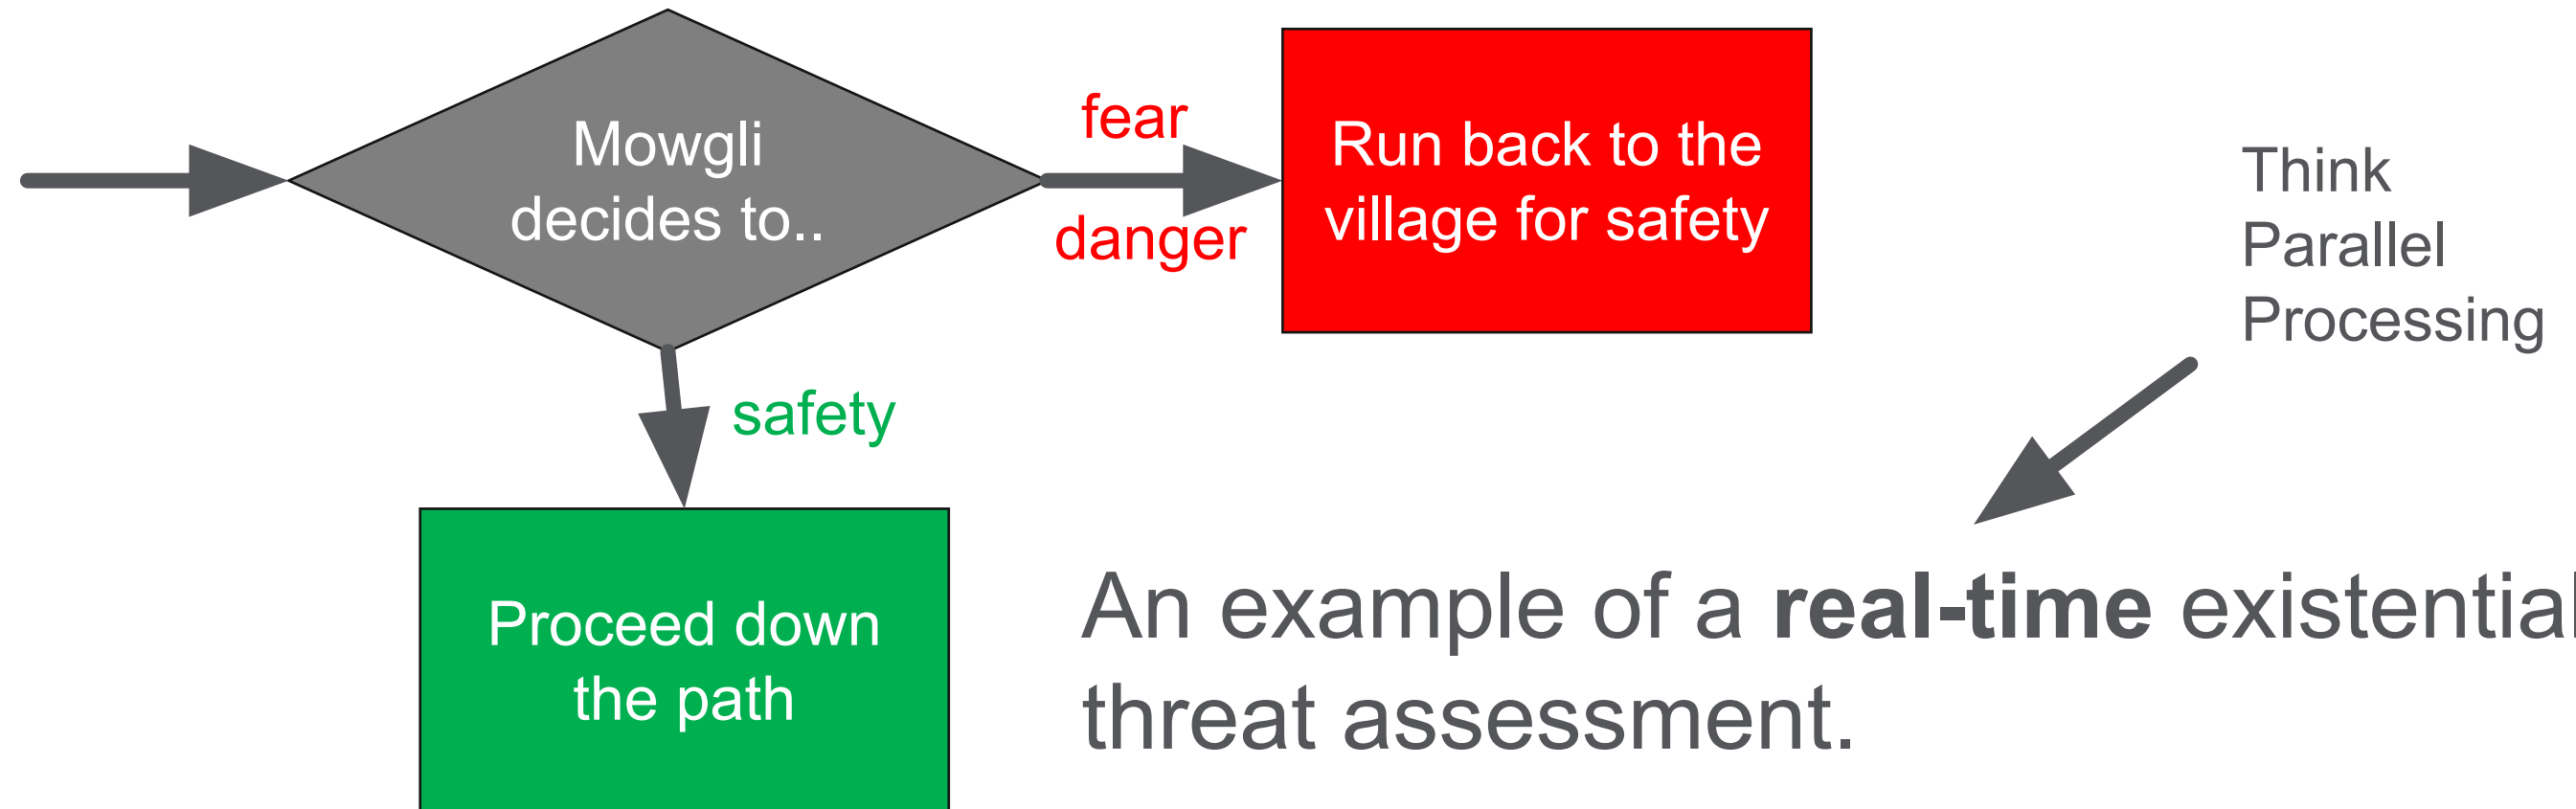 Mowgli
decides to..
fear
danger
Run back to the
village for safety
Think
Parallel
Processing
safety
Proceed down
the path
An example of a real-time existential
threat assessment.